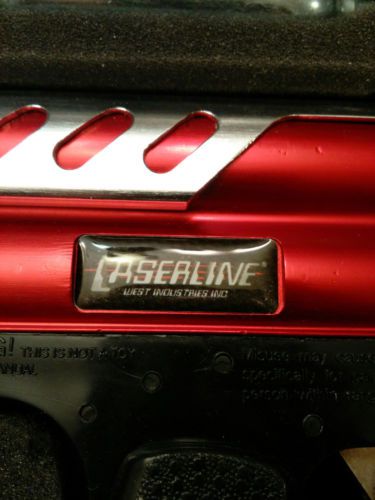 LASERLINE®
WEST INDUSTRIES INC
G! THIS IS NOT A TOY
MANUAL
Misuse may cause
specifically for
person within